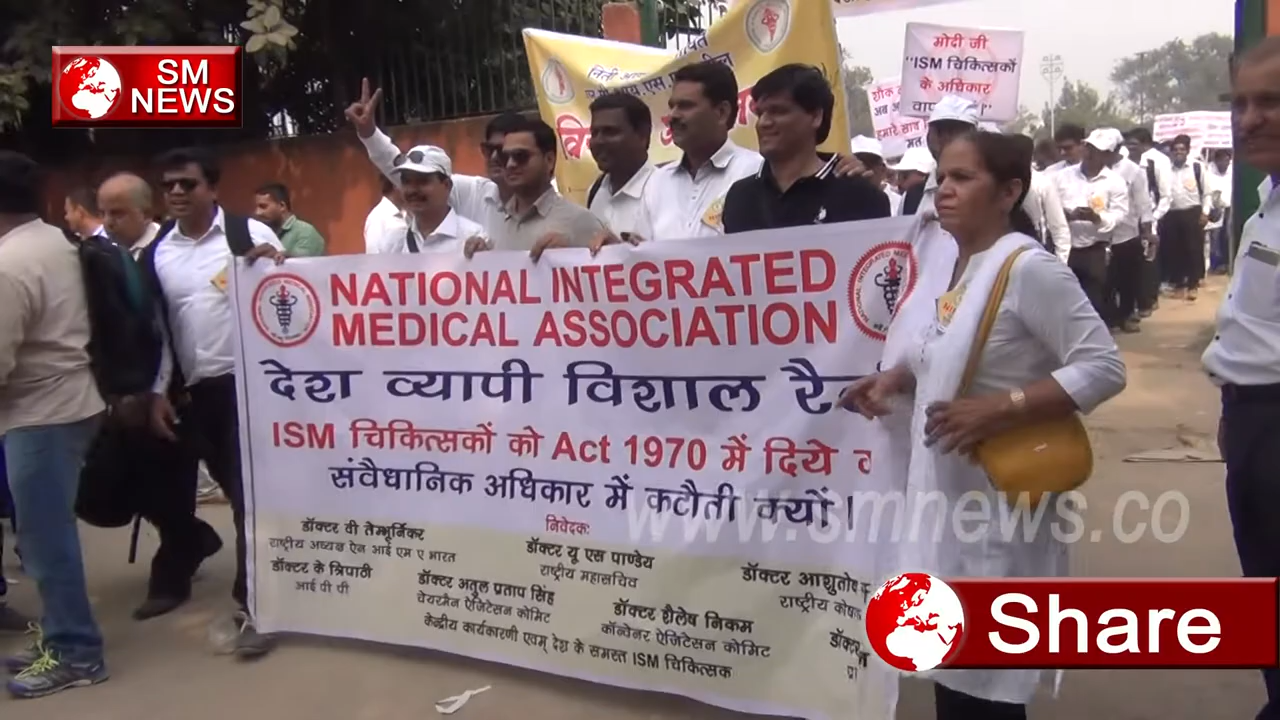 SM
NEWS
मोदी जी
"ISM चिकित्सकों
के अधिकार
NATIONAL INTEGRATED
MEDICAL ASSOCIATION
देश व्यापी विशाल
ISM चिकित्सकों को Act 1970 में दिये
संवैधानिक अधिकार में कटौती क्यों।
www.smnews.co
निवेदकः
डॉक्टर वी तेम्भूर्निकर
राष्ट्रीय अध्यक्ष ऐन आई एम ए भारत
डॉक्टर यू एस पाण्डेय
राष्ट्रीय महासचिव
डॉक्टर आशुतोष
राष्ट्रीय
डॉक्टर के त्रिपाठी
आई पी पी
डॉक्टर अतुल प्रताप सिंह
चेयरमैन ऐजिटेसन कोमिट
डॉक्टर शैलेष निकम
कॉन्वेनर ऐजिटेसन कोमिट
केन्द्रीय कार्यकारणी एवम् देश के समस्त ISM चिकित्सक
Share